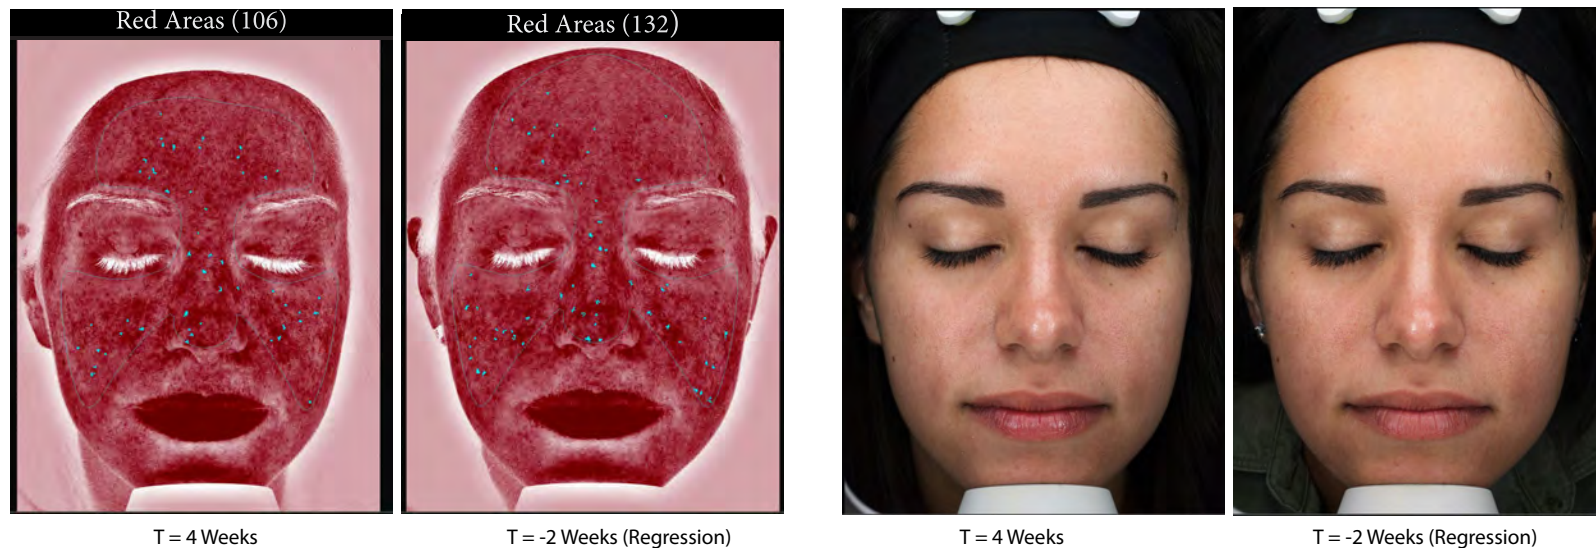 Red Areas (106)
Red Areas (132)
T = 4 Weeks
T = -2 Weeks (Regression)
T = 4 Weeks
T = -2 Weeks (Regression)